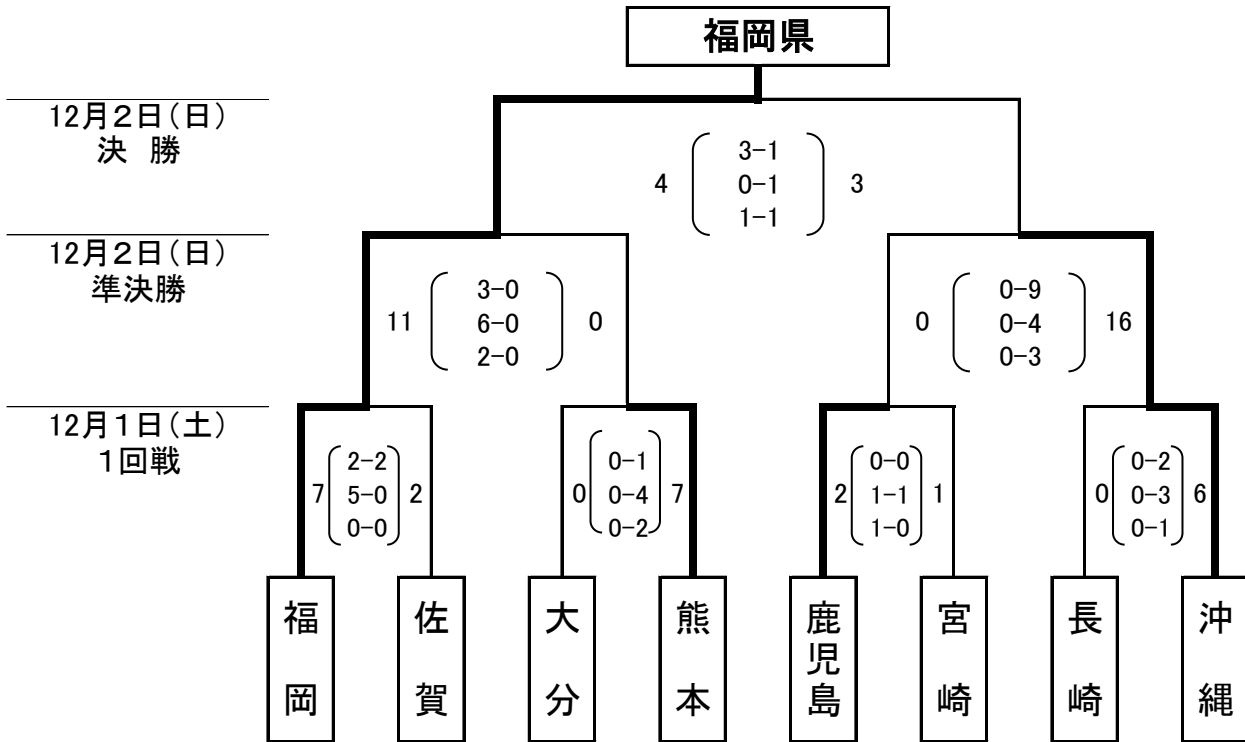 福岡県
12月2日(日)
決 勝
3-1
4 0-1 3
1-1
12月2日(日)
準決勝
3-0
11 6-0 0
2-0
0-9
0 0-4 16
0-3
12月1日(土)
1回戦
2-2
7 5-0 2
0-0
0-1
0 0-4 7
0-2
0-0
2 1-1 1
1-0
0-2
0 0-3 6
0-1
福岡
佐賀
大分
熊本
鹿児島
宮崎
長崎
沖縄